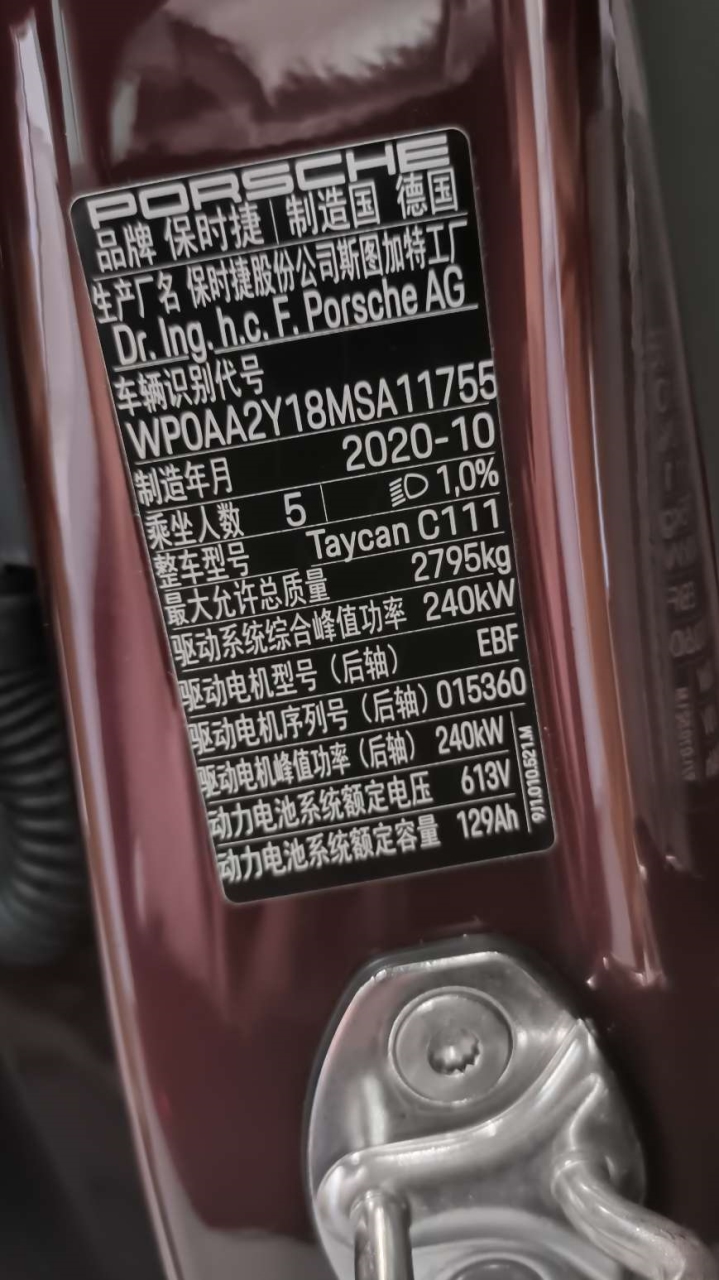 PORSCHE
品牌 保时捷 制造国 德国
生产厂名 保时捷股份公司斯图加特工厂
Dr. Ing. h.c. F. Porsche AG
车辆识别代号
WP0AA2Y18MSA11755
制造年月 2020-10
乘坐人数 5 1,0%
整车型号 Taycan C111
最大允许总质量 2795kg
驱动系统综合峰值功率 240kW
驱动电机型号（后轴） EBF
驱动电机序列号（后轴） 015360
驱动电机峰值功率（后轴） 240kW
动力电池系统额定电压 613V
动力电池系统额定容量 129Ah
9J1.010.521.M